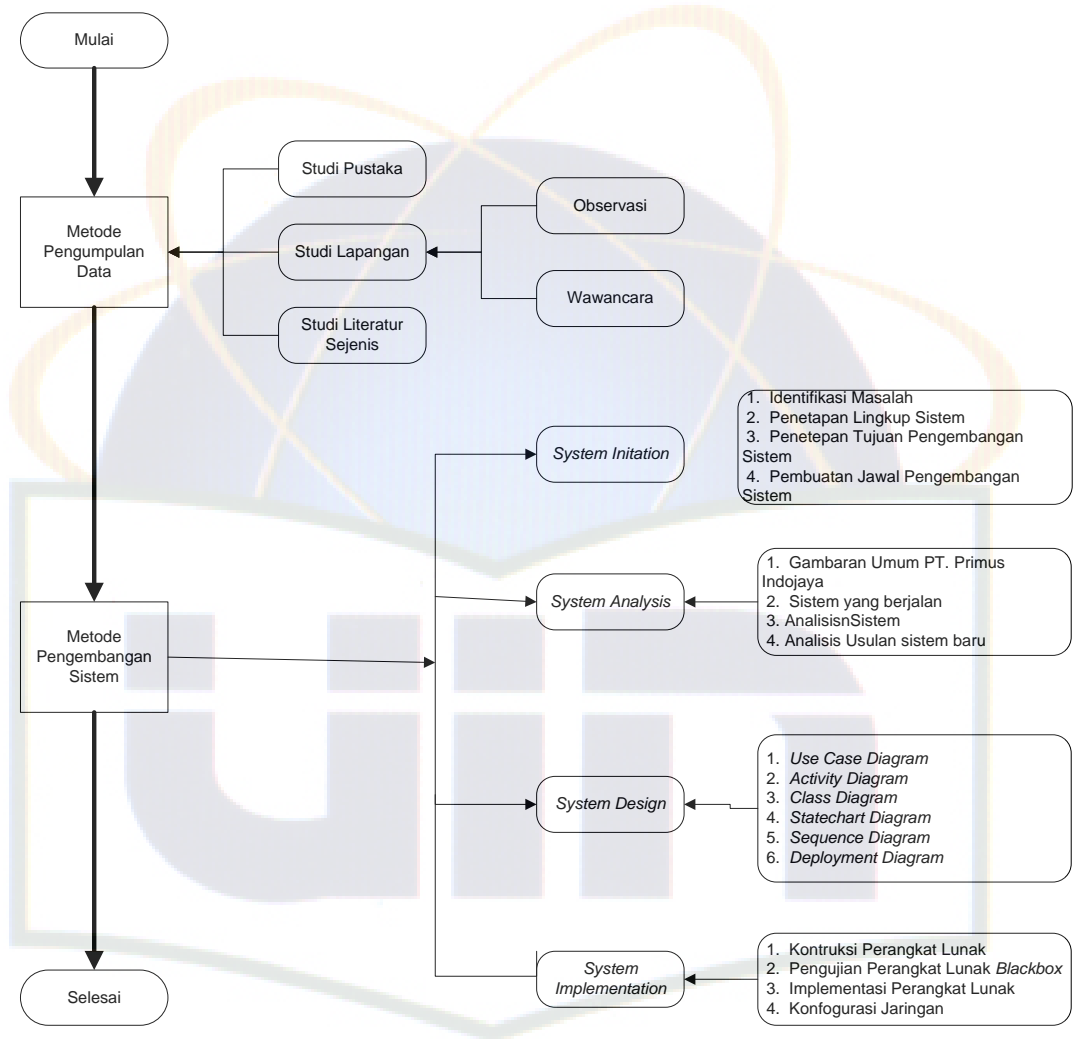 Mulai
Studi Pustaka
Metode
Pengumpulan
Data
Observasi
Studi Lapangan
Wawancara
Studi Literatur
Sejenis
System Initation
1. Identifikasi Masalah
2. Penetapan Lingkup Sistem
3. Penetepan Tujuan Pengembangan
Sistem
4. Pembuatan Jawal Pengembangan
Sistem
Metode
Pengembangan
Sistem
System Analysis
1. Gambaran Umum PT. Primus
Indojaya
2. Sistem yang berjalan
3. AnalisisnSistem
4. Analisis Usulan sistem baru
System Design
1. Use Case Diagram
2. Activity Diagram
3. Class Diagram
4. Statechart Diagram
5. Sequence Diagram
6. Deployment Diagram
System
Implementation
1. Kontruksi Perangkat Lunak
2. Pengujian Perangkat Lunak Blackbox
3. Implementasi Perangkat Lunak
4. Konfogurasi Jaringan
Selesai
uin